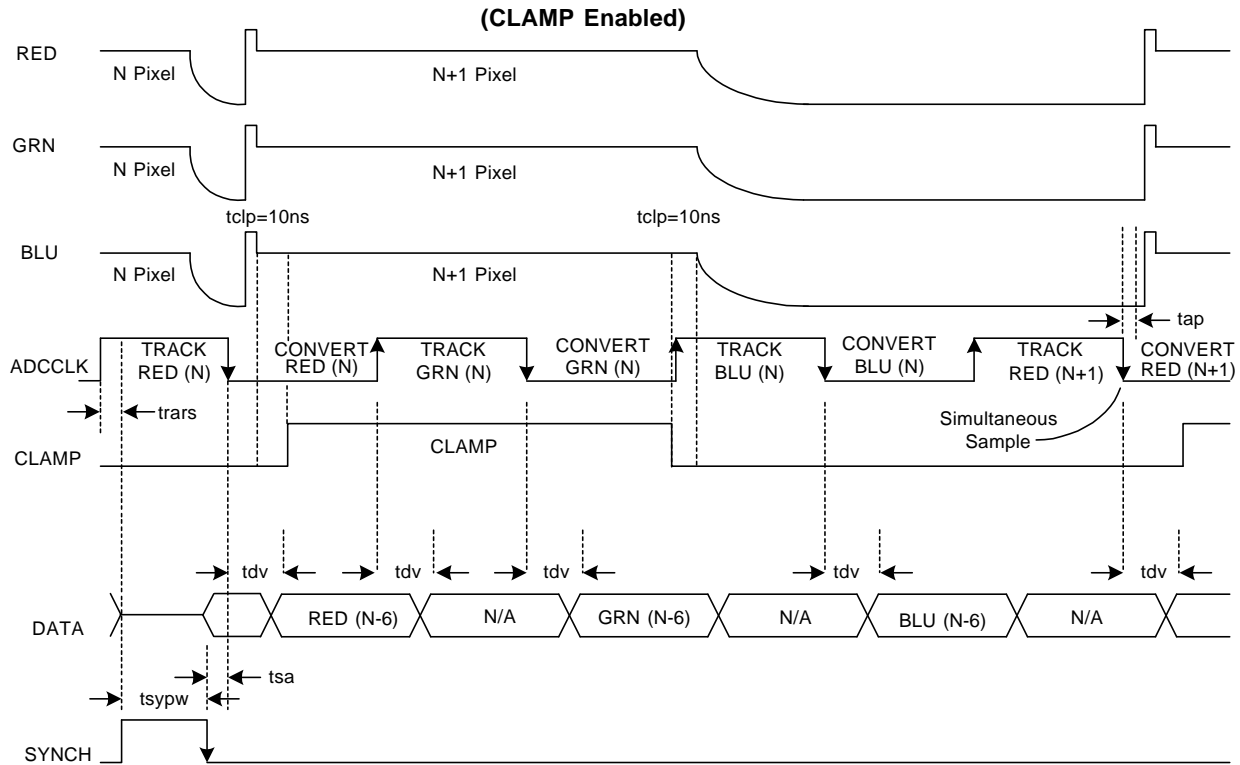 (CLAMP Enabled)
RED
N Pixel
N+1 Pixel
GRN
N Pixel
N+1 Pixel
tclp=10ns
tclp=10ns
BLU
N Pixel
N+1 Pixel
tap
ADCCLK
TRACK
RED (N)
CONVERT
RED (N)
TRACK
GRN (N)
CONVERT
GRN (N)
TRACK
BLU (N)
CONVERT
BLU (N)
TRACK
RED (N+1)
CONVERT
RED (N+1)
trars
Simultaneous
Sample
CLAMP
CLAMP
tdv
tdv
tdv
tdv
tdv
DATA
RED (N-6)
N/A
GRN (N-6)
N/A
BLU (N-6)
N/A
tsa
tsypw
SYNCH